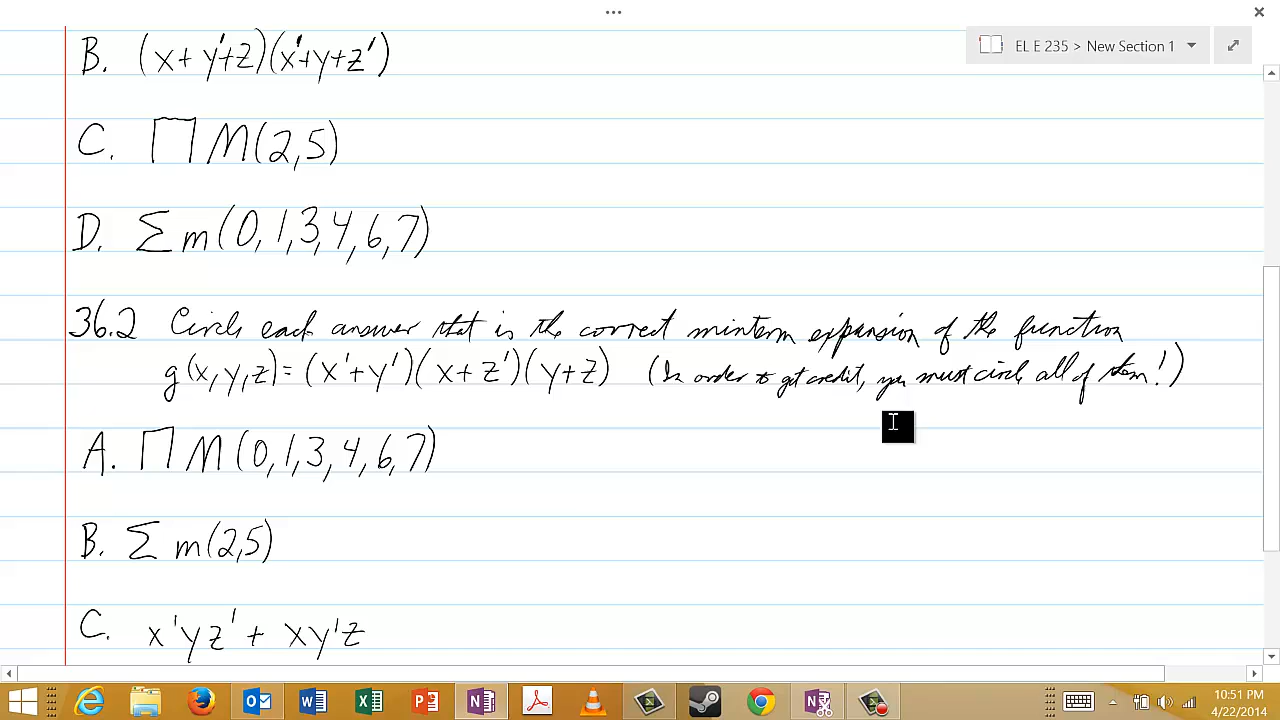 ...
EL E 235 > New Section 1
B. (x+y'+z)(x'+y+z')
C. ∏ M(2,5)
D. Σ m(0,1,3,4,6,7)
36.2 Circle each answer that is the correct minterm expansion of the function
g(x,y,z)=(x'+y')(x+z')(y+z) (In order to get credit, you must circle all of them!)
A. ∏ M(0,1,3,4,6,7)
B. Σ m(2,5)
C. x'yz' + xy'z
10:51 PM
4/22/2014